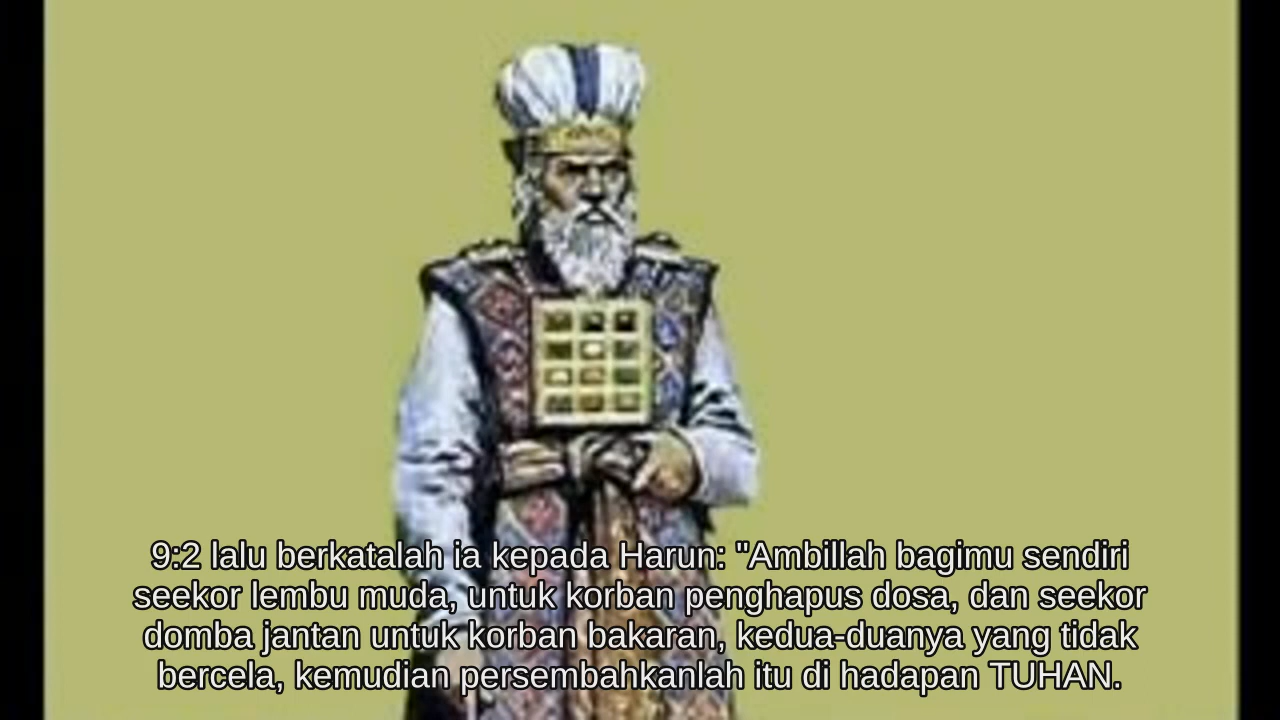 9:2 lalu berkatalah ia kepada Harun: "Ambillah bagimu sendiri
seekor lembu muda, untuk korban penghapus dosa, dan seekor
domba jantan untuk korban bakaran, kedua-duanya yang tidak
bercela, kemudian persembahkanlah itu di hadapan TUHAN.